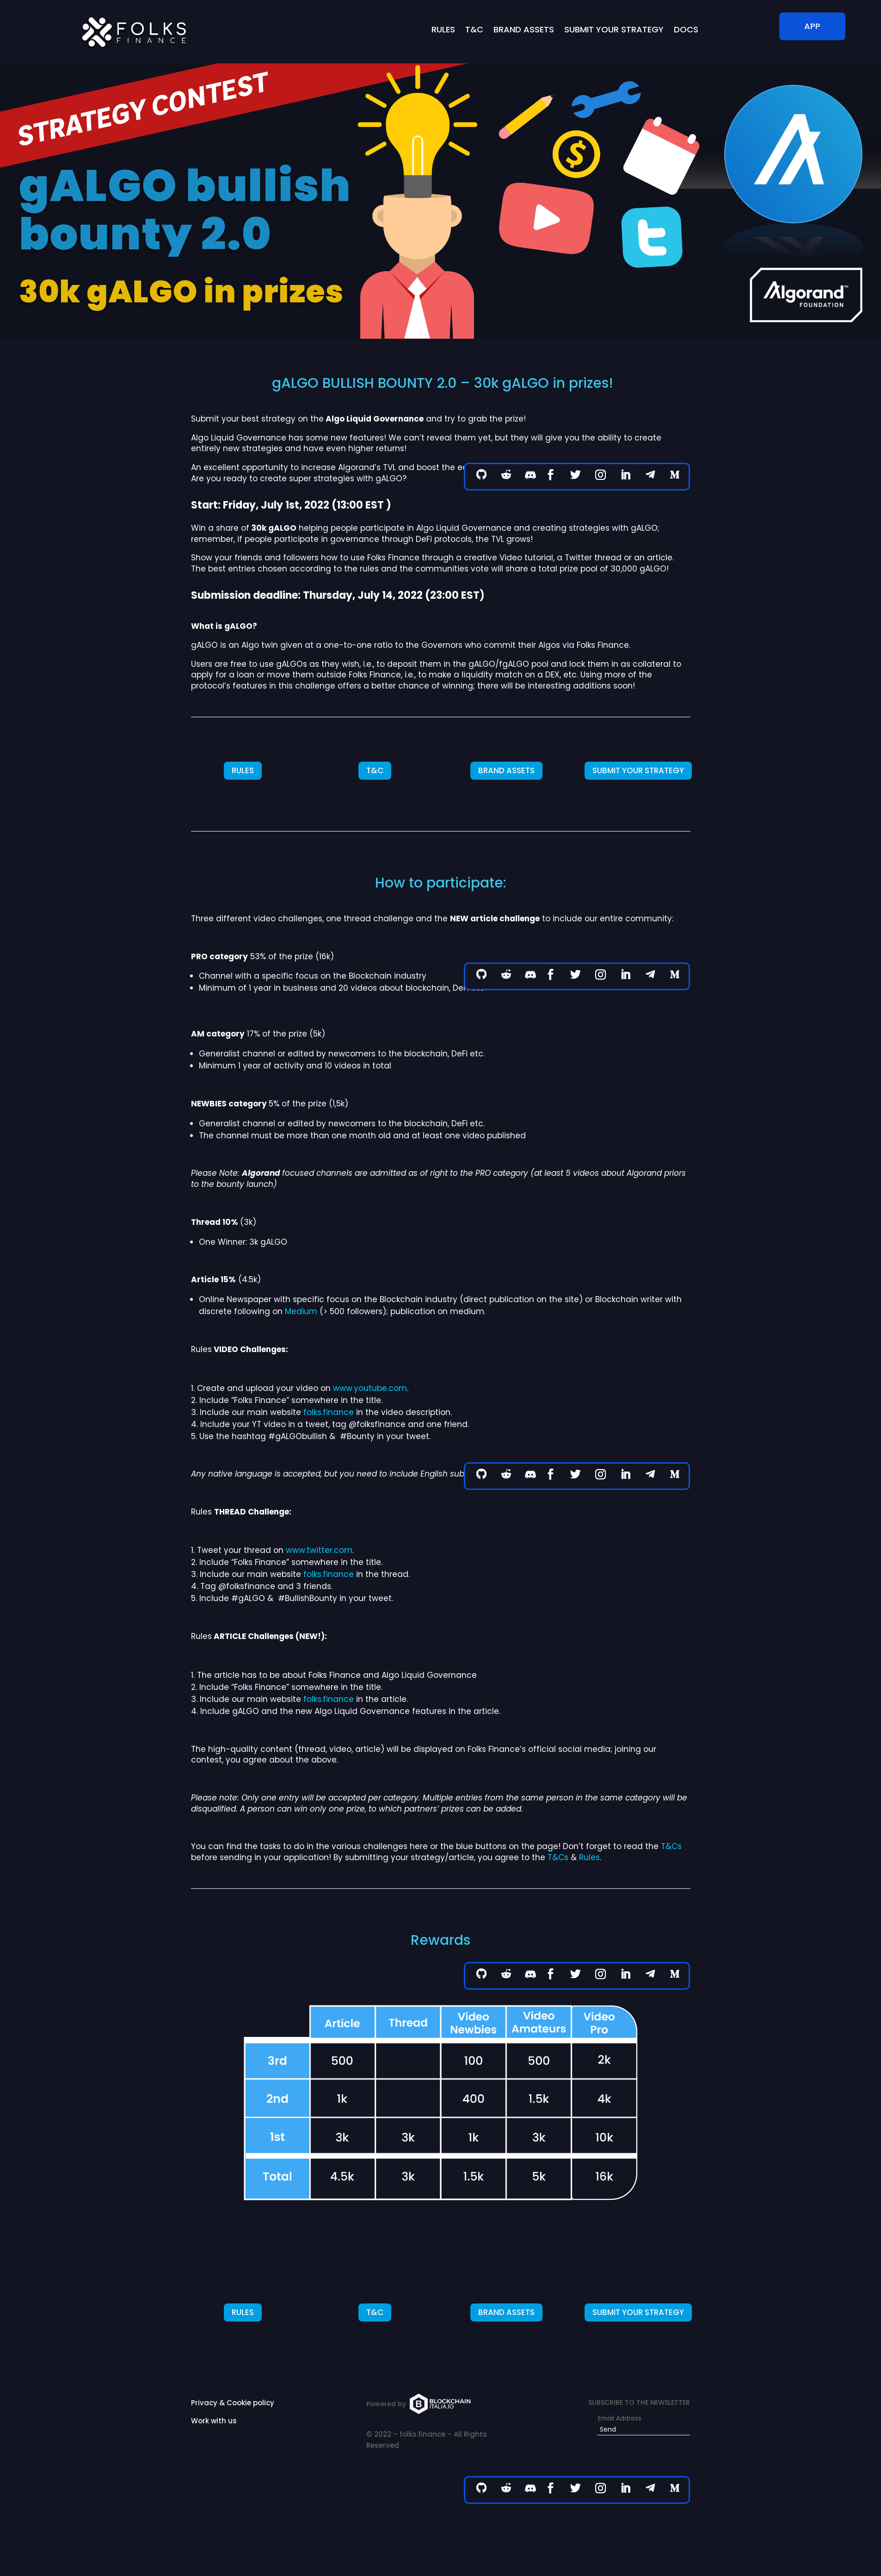 FOLKS
FINANCE
RULES T&C BRAND ASSETS SUBMIT YOUR STRATEGY DOCS
APP
STRATEGY CONTEST
gALGO bullish
bounty 2.0
30k gALGO in prizes
Algorand™
FOUNDATION
gALGO BULLISH BOUNTY 2.0 – 30k gALGO in prizes!
Submit your best strategy on the Algo Liquid Governance and try to grab the prize!
Algo Liquid Governance has some new features! We can’t reveal them yet, but they will give you the ability to create
entirely new strategies and have even higher returns!
An excellent opportunity to increase Algorand’s TVL and boost the
Are you ready to create super strategies with gALGO?
Start: Friday, July 1st, 2022 (13:00 EST )
Win a share of 30k gALGO helping people participate in Algo Liquid Governance and creating strategies with gALGO;
remember, if people participate in governance through DeFi protocols, the TVL grows!
Show your friends and followers how to use Folks Finance through a creative Video tutorial, a Twitter thread or an article.
The best entries chosen according to the rules and the communities vote will share a total prize pool of 30,000 gALGO!
Submission deadline: Thursday, July 14, 2022 (23:00 EST)
What is gALGO?
gALGO is an Algo twin given at a one-to-one ratio to the Governors who commit their Algos via Folks Finance.
Users are free to use gALGOs as they wish, i.e., to deposit them in the gALGO/fgALGO pool and lock them in as collateral to
apply for a loan or move them outside Folks Finance, i.e., to make a liquidity match on a DEX, etc. Using more of the
protocol’s features in this challenge offers a better chance of winning; there will be interesting additions soon!
RULES T&C BRAND ASSETS SUBMIT YOUR STRATEGY
How to participate:
Three different video challenges, one thread challenge and the NEW article challenge to include our entire community:
PRO category 53% of the prize (16k)
• Channel with a specific focus on the Blockchain industry
• Minimum of 1 year in business and 20 videos about blockchain,
AM category 17% of the prize (5k)
• Generalist channel or edited by newcomers to the blockchain, DeFi etc.
• Minimum 1 year of activity and 10 videos in total
NEWBIES category 5% of the prize (1,5k)
• Generalist channel or edited by newcomers to the blockchain, DeFi etc.
• The channel must be more than one month old and at least one video published
Please Note: Algorand focused channels are admitted as of right to the PRO category (at least 5 videos about Algorand priors
to the bounty launch)
Thread 10% (3k)
• One Winner: 3k gALGO
Article 15% (4.5k)
• Online Newspaper with specific focus on the Blockchain industry (direct publication on the site) or Blockchain writer with
discrete following on Medium (> 500 followers); publication on medium.
Rules VIDEO Challenges:
1. Create and upload your video on www.youtube.com.
2. Include “Folks Finance” somewhere in the title.
3. Include our main website folks.finance in the video description.
4. Include your YT video in a tweet, tag @folksfinance and one friend.
5. Use the hashtag #gALGObullish & #Bounty in your tweet.
Any native language is accepted, but you need to include English
Rules THREAD Challenge:
1. Tweet your thread on www.twitter.com.
2. Include “Folks Finance” somewhere in the title.
3. Include our main website folks.finance in the thread.
4. Tag @folksfinance and 3 friends.
5. Include #gALGO & #BullishBounty in your tweet.
Rules ARTICLE Challenges (NEW!):
1. The article has to be about Folks Finance and Algo Liquid Governance
2. Include “Folks Finance” somewhere in the title.
3. Include our main website folks.finance in the article.
4. Include gALGO and the new Algo Liquid Governance features in the article.
The high-quality content (thread, video, article) will be displayed on Folks Finance’s official social media; joining our
contest, you agree about the above.
Please note: Only one entry will be accepted per category. Multiple entries from the same person in the same category will be
disqualified. A person can win only one prize, to which partners’ prizes can be added.
You can find the tasks to do in the various challenges here or the blue buttons on the page! Don’t forget to read the T&Cs
before sending in your application! By submitting your strategy/article, you agree to the T&Cs & Rules.
Rewards
Article Thread Video Newbies Video Amateurs Video Pro
3rd 500 100 500 2k
2nd 1k 400 1.5k 4k
1st 3k 3k 1k 3k 10k
Total 4.5k 3k 1.5k 5k 16k
RULES T&C BRAND ASSETS SUBMIT YOUR STRATEGY
Privacy & Cookie policy
Work with us
Powered by BLOCKCHAIN
ITALIA.IO
© 2022 – folks.finance – All Rights
Reserved
SUBSCRIBE TO THE NEWSLETTER
Email Address
Send